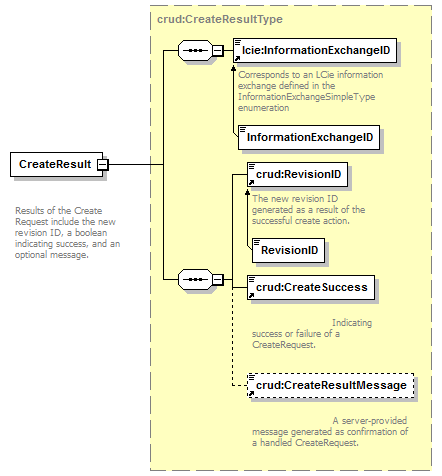 crud:CreateResultType
lcie:InformationExchangeID
Corresponds to an LCie information
exchange defined in the
InformationExchangeSimpleType
enumeration
InformationExchangeID
CreateResult
Results of the Create
Request include the new
revision ID, a boolean
indicating success, and an
optional message.
crud:RevisionID
The new revision ID
generated as a result of the
successful create action.
RevisionID
crud:CreateSuccess
Indicating
success or failure of a
CreateRequest.
crud:CreateResultMessage
A server-provided
message generated as confirmation of
a handled CreateRequest.